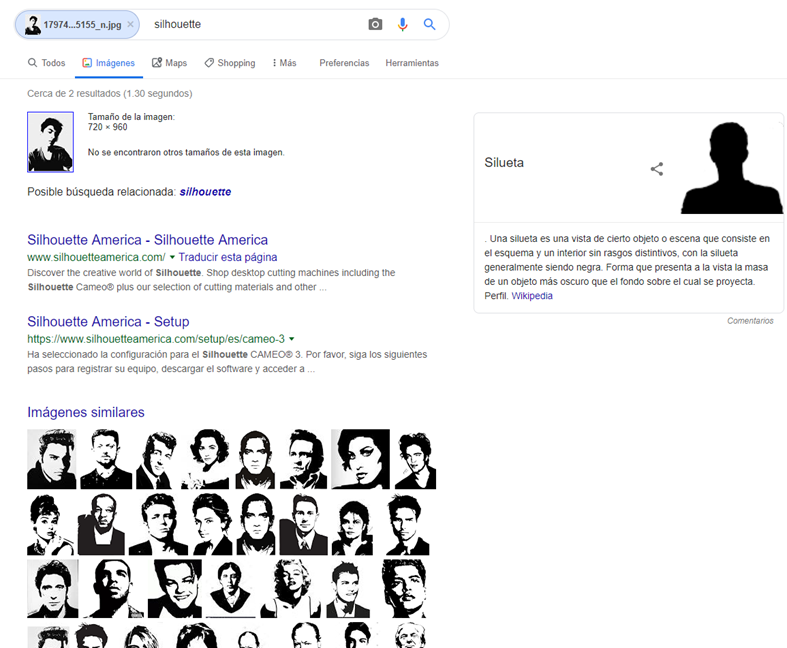 17974...5155_n.jpg × silhouette
Todos Imágenes Maps Shopping Más Preferencias Herramientas
Cerca de 2 resultados (1.30 segundos)
Tamaño de la imagen:
720 × 960
No se encontraron otros tamaños de esta imagen.
Posible búsqueda relacionada: silhouette
Silhouette America - Silhouette America
www.silhouetteamerica.com/ Traducir esta página
Discover the creative world of Silhouette. Shop desktop cutting machines including the
Silhouette Cameo® plus our selection of cutting materials and other ...
Silhouette America - Setup
https://www.silhouetteamerica.com/setup/es/cameo-3
Ha seleccionado la configuración para el Silhouette CAMEO® 3. Por favor, siga los siguientes
pasos para registrar su equipo, descargar el software y acceder a ...
Imágenes similares
Silueta
. Una silueta es una vista de cierto objeto o escena que consiste en
el esquema y un interior sin rasgos distintivos, con la silueta
generalmente siendo negra. Forma que presenta a la vista la masa
de un objeto más oscuro que el fondo sobre el cual se proyecta.
Perfil. Wikipedia
Comentarios